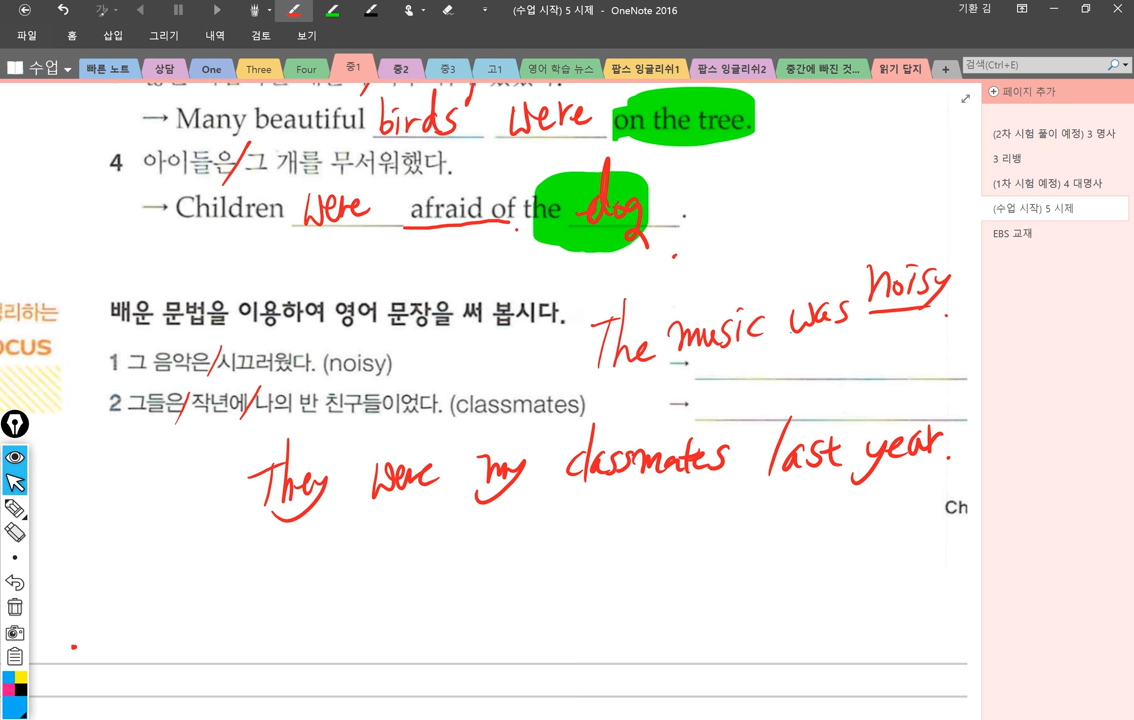 (수업 시작) 5 시제 - OneNote 2016
기환 김
파일 홈 삽입 그리기 내역 검토 보기
수업 빠른 노트 상담 One Three Four 중1 중2 중3 고1 영어 학습 뉴스 팝스 잉글리쉬1 팝스 잉글리쉬2 중간에 빠진 것... 읽기 답지 + 검색(Ctrl+E)
페이지 추가
(2차 시험 풀이 예정) 3 명사
3 리뱅
(1차 시험 예정) 4 대명사
(수업 시작) 5 시제
EBS 교재
→ Many beautiful birds were on the tree.
4 아이들은/그 개를 무서워했다.
→ Children were afraid of the dog.
리하는
OCUS
배운 문법을 이용하여 영어 문장을 써 봅시다.
The music was noisy.
1 그 음악은/시끄러웠다. (noisy) →
2 그들은/작년에/나의 반 친구들이었다. (classmates) →
They were my classmates last year.
Ch